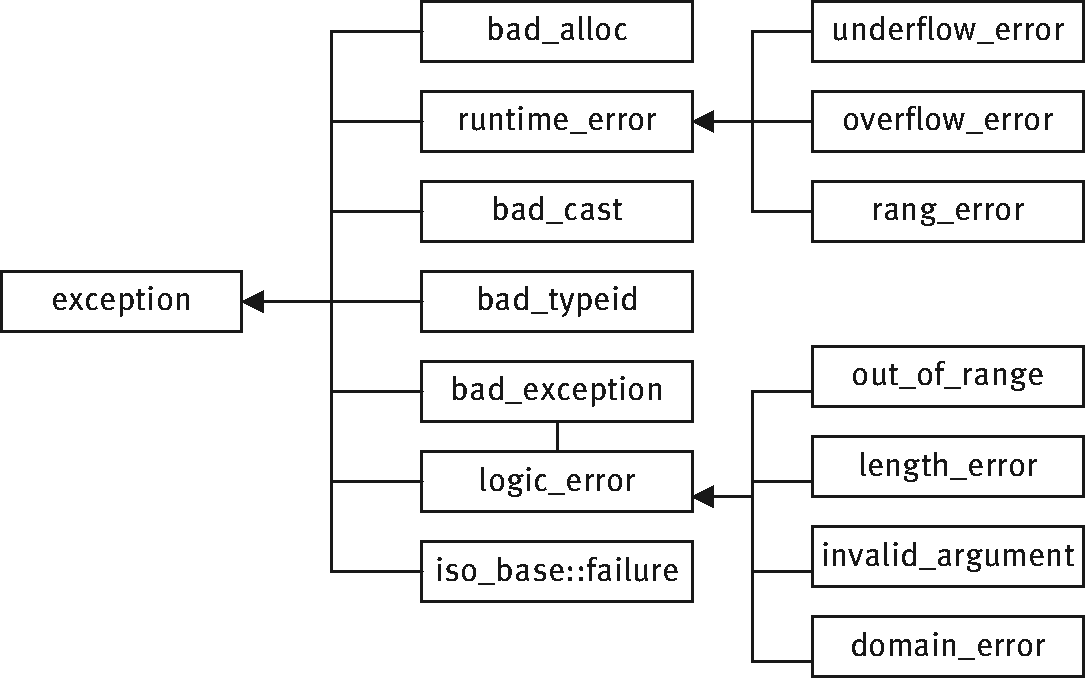 bad_alloc
underflow_error
runtime_error
overflow_error
bad_cast
rang_error
exception
bad_typeid
bad_exception
out_of_range
logic_error
length_error
iso_base::failure
invalid_argument
domain_error